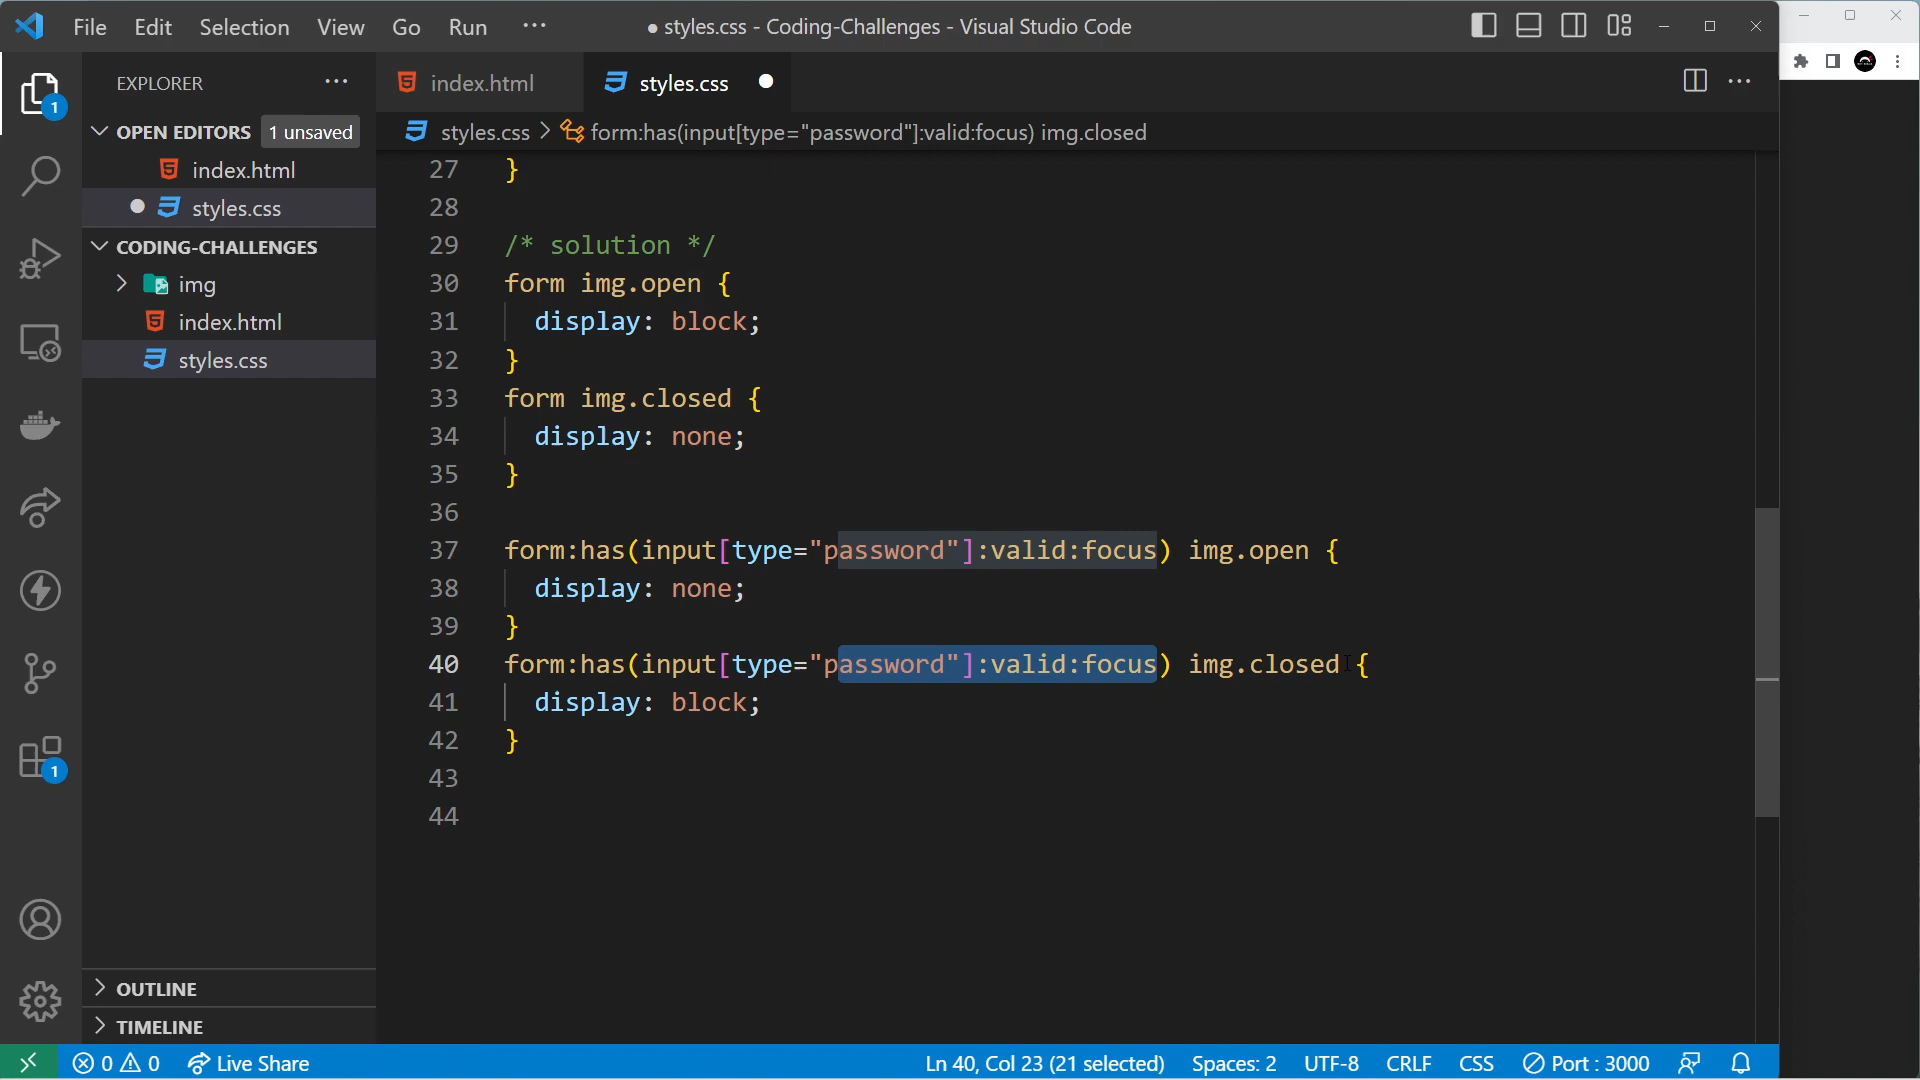 File Edit Selection View Go Run ···
● styles.css - Coding-Challenges - Visual Studio Code
EXPLORER
OPEN EDITORS 1 unsaved
index.html
styles.css
CODING-CHALLENGES
img
index.html
styles.css
OUTLINE
TIMELINE
1
1
index.html
styles.css
styles.css > form:has(input[type="password"]:valid:focus) img.closed
27 }
28
29 /* solution */
30 form img.open {
31 display: block;
32 }
33 form img.closed {
34 display: none;
35 }
36
37 form:has(input[type="password"]:valid:focus) img.open {
38 display: none;
39 }
40 form:has(input[type="password"]:valid:focus) img.closed {
41 display: block;
42 }
43
44
0 0 Live Share
Ln 40, Col 23 (21 selected) Spaces: 2 UTF-8 CRLF CSS Port : 3000